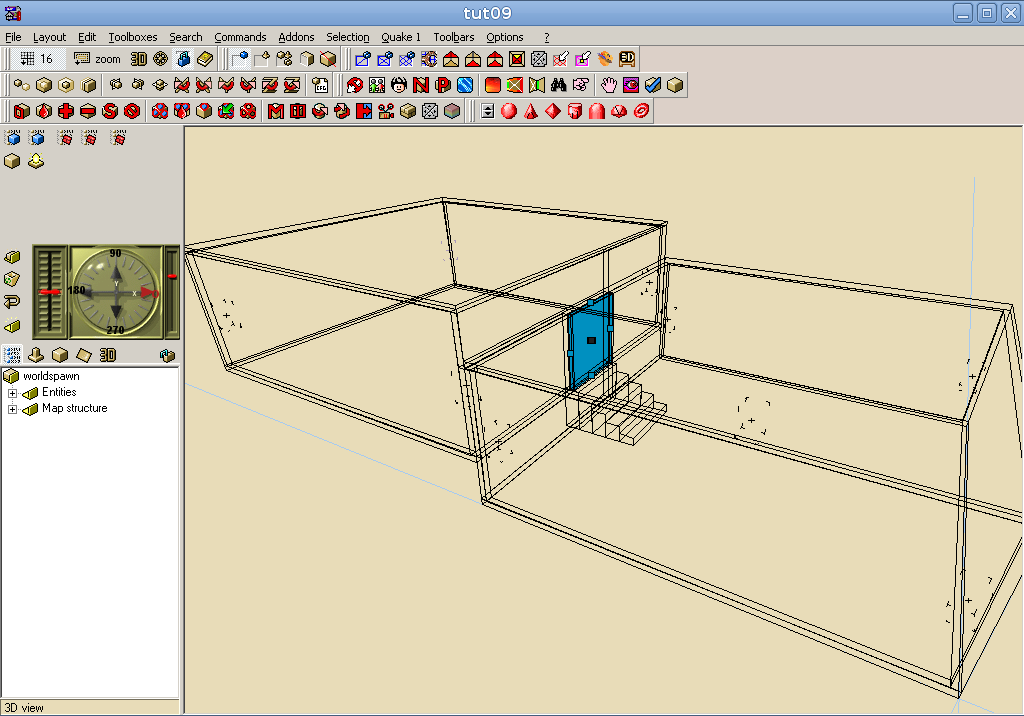 tut09
File Layout Edit Toolboxes Search Commands Addons Selection Quake 1 Toolbars Options ?
16 zoom 3D
90
180
Y
X
270
3D
worldspawn
Entities
Map structure
3D view